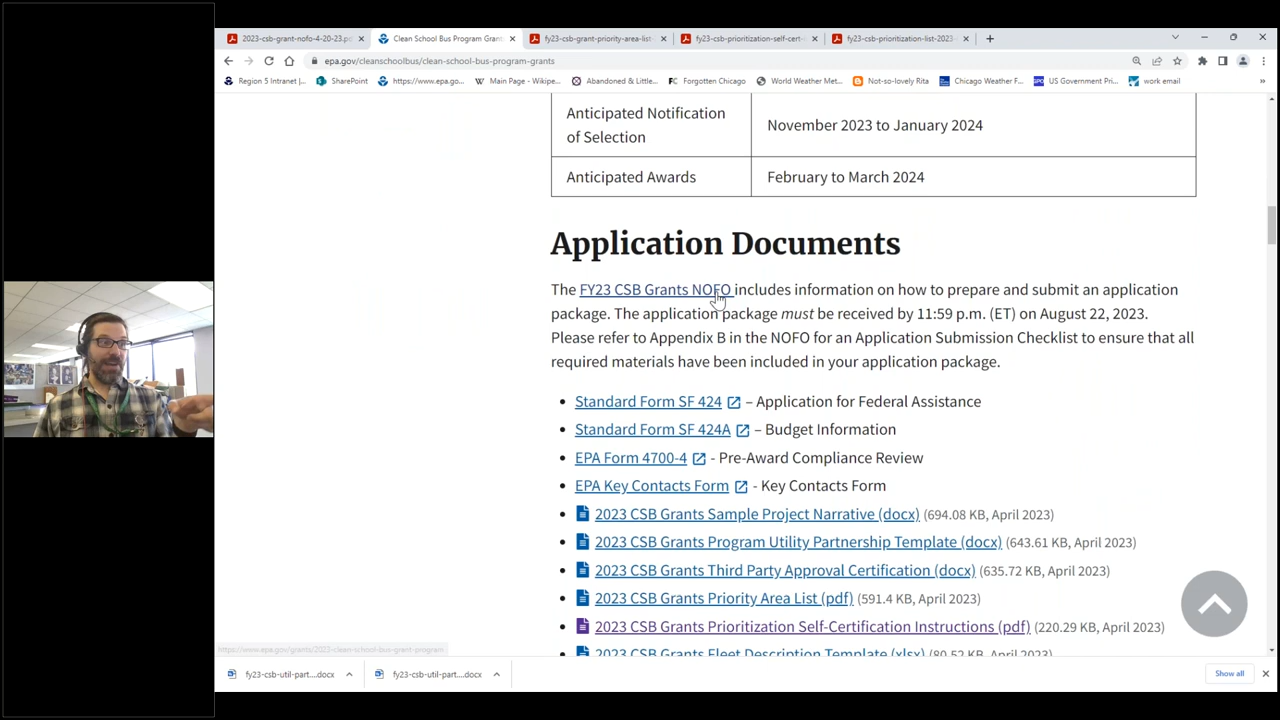 2023-csb-grant-nofo-4-20-23.pd
Clean School Bus Program Gran
fy23-csb-grant-priority-area-list-
fy23-csb-prioritization-self-cert-
fy23-csb-prioritization-list-2023-
epa.gov/cleanschoolbus/clean-school-bus-program-grants
Region 5 Intranet |...
SharePoint
https://www.epa.go...
Main Page - Wikipe...
Abandoned & Little...
Forgotten Chicago
World Weather Met...
Not-so-lovely Rita
Chicago Weather F...
US Government Pri...
work email
Anticipated Notification
of Selection
November 2023 to January 2024
Anticipated Awards
February to March 2024
Application Documents
The FY23 CSB Grants NOFO includes information on how to prepare and submit an application
package. The application package must be received by 11:59 p.m. (ET) on August 22, 2023.
Please refer to Appendix B in the NOFO for an Application Submission Checklist to ensure that all
required materials have been included in your application package.
Standard Form SF 424 – Application for Federal Assistance
Standard Form SF 424A – Budget Information
EPA Form 4700-4 - Pre-Award Compliance Review
EPA Key Contacts Form - Key Contacts Form
2023 CSB Grants Sample Project Narrative (docx) (694.08 KB, April 2023)
2023 CSB Grants Program Utility Partnership Template (docx) (643.61 KB, April 2023)
2023 CSB Grants Third Party Approval Certification (docx) (635.72 KB, April 2023)
2023 CSB Grants Priority Area List (pdf) (591.4 KB, April 2023)
2023 CSB Grants Prioritization Self-Certification Instructions (pdf) (220.29 KB, April 2023)
2023 CSB Grants Fleet Description Template (xlsx) (80.52 KB, April 2023)
https://www.epa.gov/grants/2023-clean-school-bus-grant-program
fy23-csb-util-part....docx
fy23-csb-util-part....docx
Show all